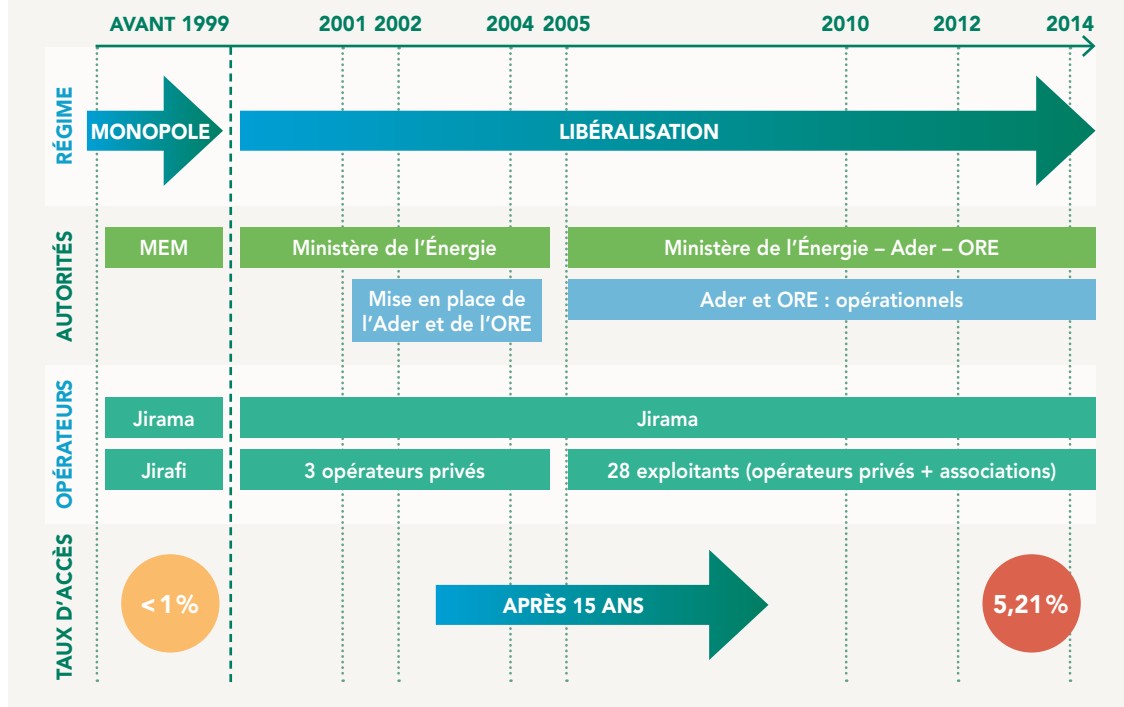 AVANT 1999 2001 2002 2004 2005 2010 2012 2014
RÉGIME
MONOPOLE
LIBÉRALISATION
AUTORITÉS
MEM
Ministère de l'Énergie
Ministère de l'Énergie – Ader – ORE
Mise en place de
l'Ader et de l'ORE
Ader et ORE : opérationnels
OPÉRATEURS
Jirama
Jirama
Jirafi
3 opérateurs privés
28 exploitants (opérateurs privés + associations)
TAUX D'ACCÈS
< 1 %
APRÈS 15 ANS
5,21 %